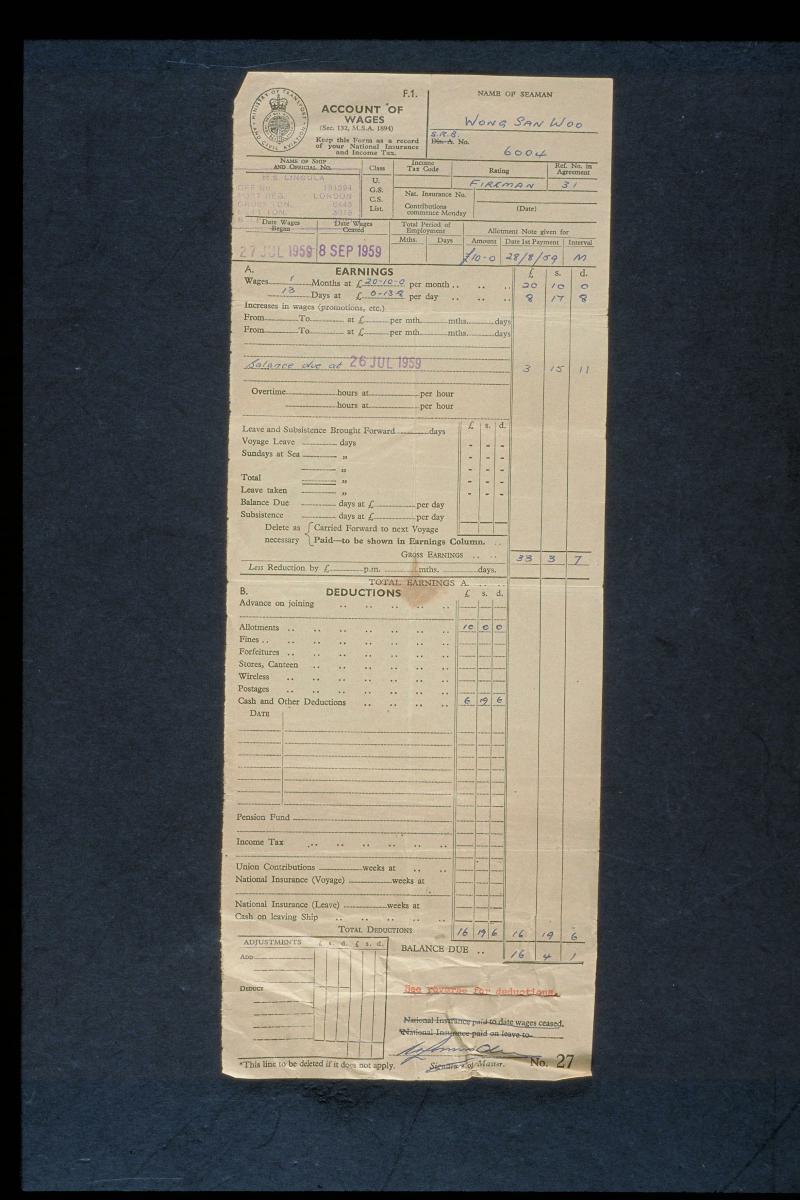 MINISTRY OF TRANSPORT AND CIVIL AVIATION
F.1.
ACCOUNT OF
WAGES
(Sec. 132, M.S.A. 1894)
Keep this Form as a record
of your National Insurance
and Income Tax.
NAME OF SEAMAN
WONG SAN WOO
S.R.B.
Dis. A. No.
6004
NAME OF SHIP
AND OFFICIAL NO.
M.S. LINGULA
OFF No.
PORT REG. LONDON
GROSS TON.
Class
U.
G.S.
C.S.
List.
Income
Tax Code
Rating
Ref. No. in
Agreement
FIREMAN 31
Nat. Insurance No.
Contributions
commence Monday
(Date)
Date Wages
Began
Date Wages
Ceased
Total Period of
Employment
Allotment Note given for
Mths. Days Amount Date 1st Payment Interval
27 JUL 1959 8 SEP 1959 £10-0 28/8/59 M
A. EARNINGS £ s. d.
Wages 1 Months at £ 20-10-0 per month .. .. .. 20 10 0
13 Days at £ 0-13-8 per day .. .. .. 8 17 8
Increases in wages (promotions, etc.)
From To at £ per mth. mths. days
From To at £ per mth. mths. days
Balance due at 26 JUL 1959 3 15 11
Overtime hours at per hour
hours at per hour
£ s. d.
Leave and Subsistence Brought Forward days
Voyage Leave days - - -
Sundays at Sea " - - -
" - - -
Total " - - -
Leave taken " - - -
Balance Due days at £ per day
Subsistence days at £ per day
Delete as { Carried Forward to next Voyage
necessary { Paid—to be shown in Earnings Column. ..
GROSS EARNINGS .. .. 33 3 7
Less Reduction by £ p.m. mths. days.
TOTAL EARNINGS A. .. ..
B. DEDUCTIONS £ s. d.
Advance on joining .. .. .. .. ..
Allotments .. .. .. .. .. .. .. 10 0 0
Fines .. .. .. .. .. .. .. ..
Forfeitures .. .. .. .. .. .. ..
Stores, Canteen .. .. .. .. .. ..
Wireless .. .. .. .. .. .. ..
Postages .. .. .. .. .. .. ..
Cash and Other Deductions .. .. .. .. 6 19 6
DATE
Pension Fund
Income Tax .. .. .. .. .. ..
Union Contributions weeks at .. ..
National Insurance (Voyage) weeks at
National Insurance (Leave) weeks at
Cash on leaving Ship .. .. .. .. ..
TOTAL DEDUCTIONS 16 19 6 16 19 6
ADJUSTMENTS £ s. d. £ s. d.
BALANCE DUE .. 16 4 1
ADD
DEDUCT
See reverse for deductions.
National Insurance paid to date wages ceased.
*National Insurance paid on leave to
Signature of Master.
*This line to be deleted if it does not apply.
No. 27